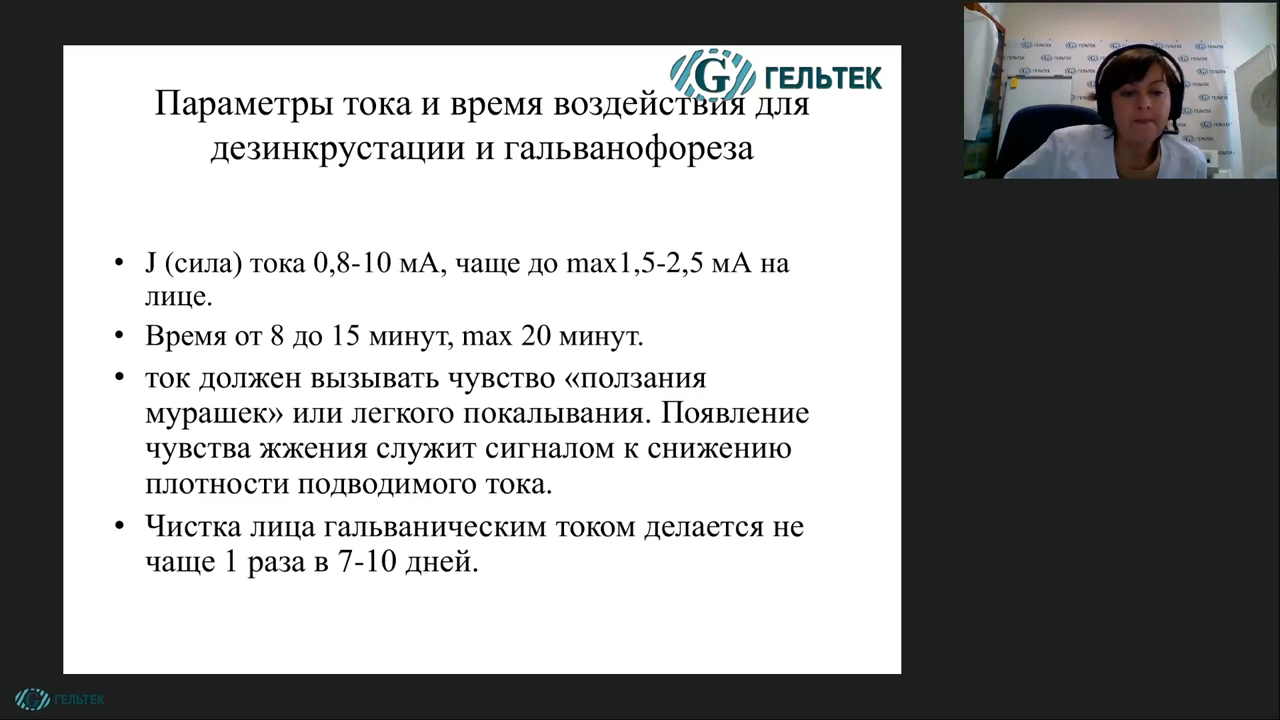 ГЕЛЬТЕК
Параметры тока и время воздействия для
дезинкрустации и гальванофореза
• J (сила) тока 0,8-10 мА, чаще до max1,5-2,5 мА на
лице.
• Время от 8 до 15 минут, max 20 минут.
• ток должен вызывать чувство «ползания
мурашек» или легкого покалывания. Появление
чувства жжения служит сигналом к снижению
плотности подводимого тока.
• Чистка лица гальваническим током делается не
чаще 1 раза в 7-10 дней.
ГЕЛЬТЕК